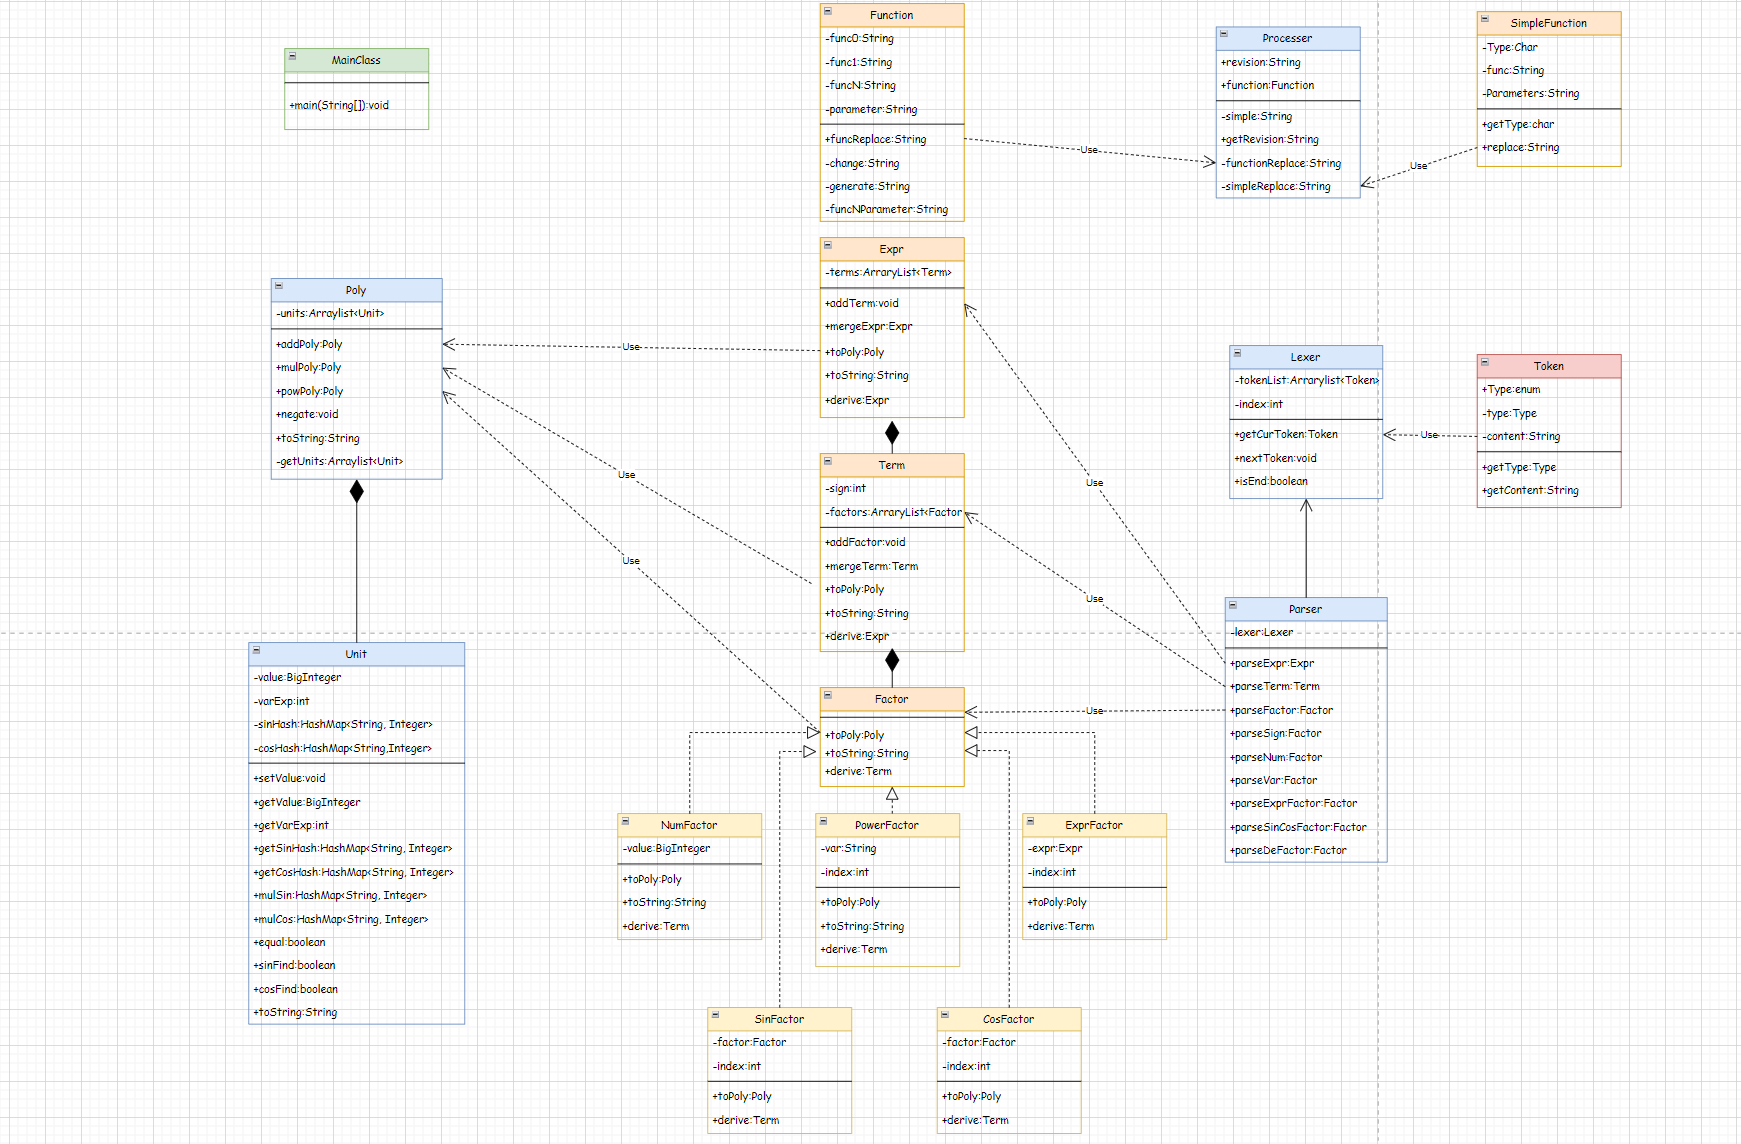 MainClass
+main(String[]):void
Function
-func0:String
-func1:String
-funcN:String
-parameter:String
+funcReplace:String
-change:String
-generate:String
-funcNParameter:String
Use
Processer
+revision:String
+function:Function
-simple:String
+getRevision:String
-functionReplace:String
-simpleReplace:String
Use
SimpleFunction
-Type:Char
-func:String
-Parameters:String
+getType:char
+replace:String
Poly
-units:Arraylist<Unit>
+addPoly:Poly
+mulPoly:Poly
+powPoly:Poly
+negate:void
+toString:String
-getUnits:Arraylist<Unit>
Use
Use
Use
Expr
-terms:ArraryList<Term>
+addTerm:void
+mergeExpr:Expr
+toPoly:Poly
+toString:String
+derive:Expr
Term
-sign:int
-factors:ArraryList<Factor
+addFactor:void
+mergeTerm:Term
+toPoly:Poly
+toString:String
+derive:Expr
Use
Use
Use
Lexer
-tokenList:Arrarylist<Token>
-index:int
+getCurToken:Token
+nextToken:void
+isEnd:boolean
Use
Token
+Type:enum
-type:Type
-content:String
+getType:Type
+getContent:String
Parser
-lexer:Lexer
+parseExpr:Expr
+parseTerm:Term
+parseFactor:Factor
+parseSign:Factor
+parseNum:Factor
+parseVar:Factor
+parseExprFactor:Factor
+parseSinCosFactor:Factor
+parseDeFactor:Factor
Unit
-value:BigInteger
-varExp:int
-sinHash:HashMap<String, Integer>
-cosHash:HashMap<String,Integer>
+setValue:void
+getValue:BigInteger
+getVarExp:int
+getSinHash:HashMap<String, Integer>
+getCosHash:HashMap<String, Integer>
+mulSin:HashMap<String, Integer>
+mulCos:HashMap<String, Integer>
+equal:boolean
+sinFind:boolean
+cosFind:boolean
+toString:String
Factor
+toPoly:Poly
+toString:String
+derive:Term
NumFactor
-value:BigInteger
+toPoly:Poly
+toString:String
+derive:Term
PowerFactor
-var:String
-index:int
+toPoly:Poly
+toString:String
+derive:Term
ExprFactor
-expr:Expr
-index:int
+toPoly:Poly
+derive:Term
SinFactor
-factor:Factor
-index:int
+toPoly:Poly
+derive:Term
CosFactor
-factor:Factor
-index:int
+toPoly:Poly
+derive:Term